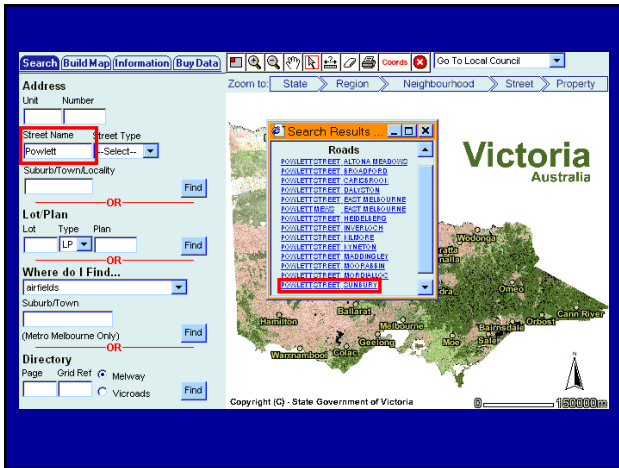 Search Build Map Information Buy Data Coords Go To Local Council
Zoom to: State Region Neighbourhood Street Property
Address
Unit Number
Street Name Street Type
Powlett --Select--
Suburb/Town/Locality
Find
OR
Lot/Plan
Lot Type Plan
LP Find
OR
Where do I Find...
airfields
Suburb/Town
(Metro Melbourne Only) Find
OR
Directory
Page Grid Ref Melway
Vicroads Find
Search Results ...
Roads
POWLETT STREET ALTONA MEADOWS
POWLETT STREET BROADFORD
POWLETT STREET CARISBROOK
POWLETT STREET DALYSTON
POWLETT STREET EAST MELBOURNE
POWLETT MEWS EAST MELBOURNE
POWLETT STREET HEIDELBERG
POWLETT STREET INVERLOCH
POWLETT STREET KILMORE
POWLETT STREET KYNETON
POWLETT STREET MADDINGLEY
POWLETT STREET MOORABBIN
POWLETT STREET MORDIALLOC
POWLETT STREET SUNBURY
Victoria
Australia
Wodonga
Omeo
Cann River
Orbost
Bairnsdale
Sale
Moe
Ballarat
Melbourne
Hamilton
Geelong
Warrnambool Colac
Copyright (C) - State Government of Victoria
0 150000m